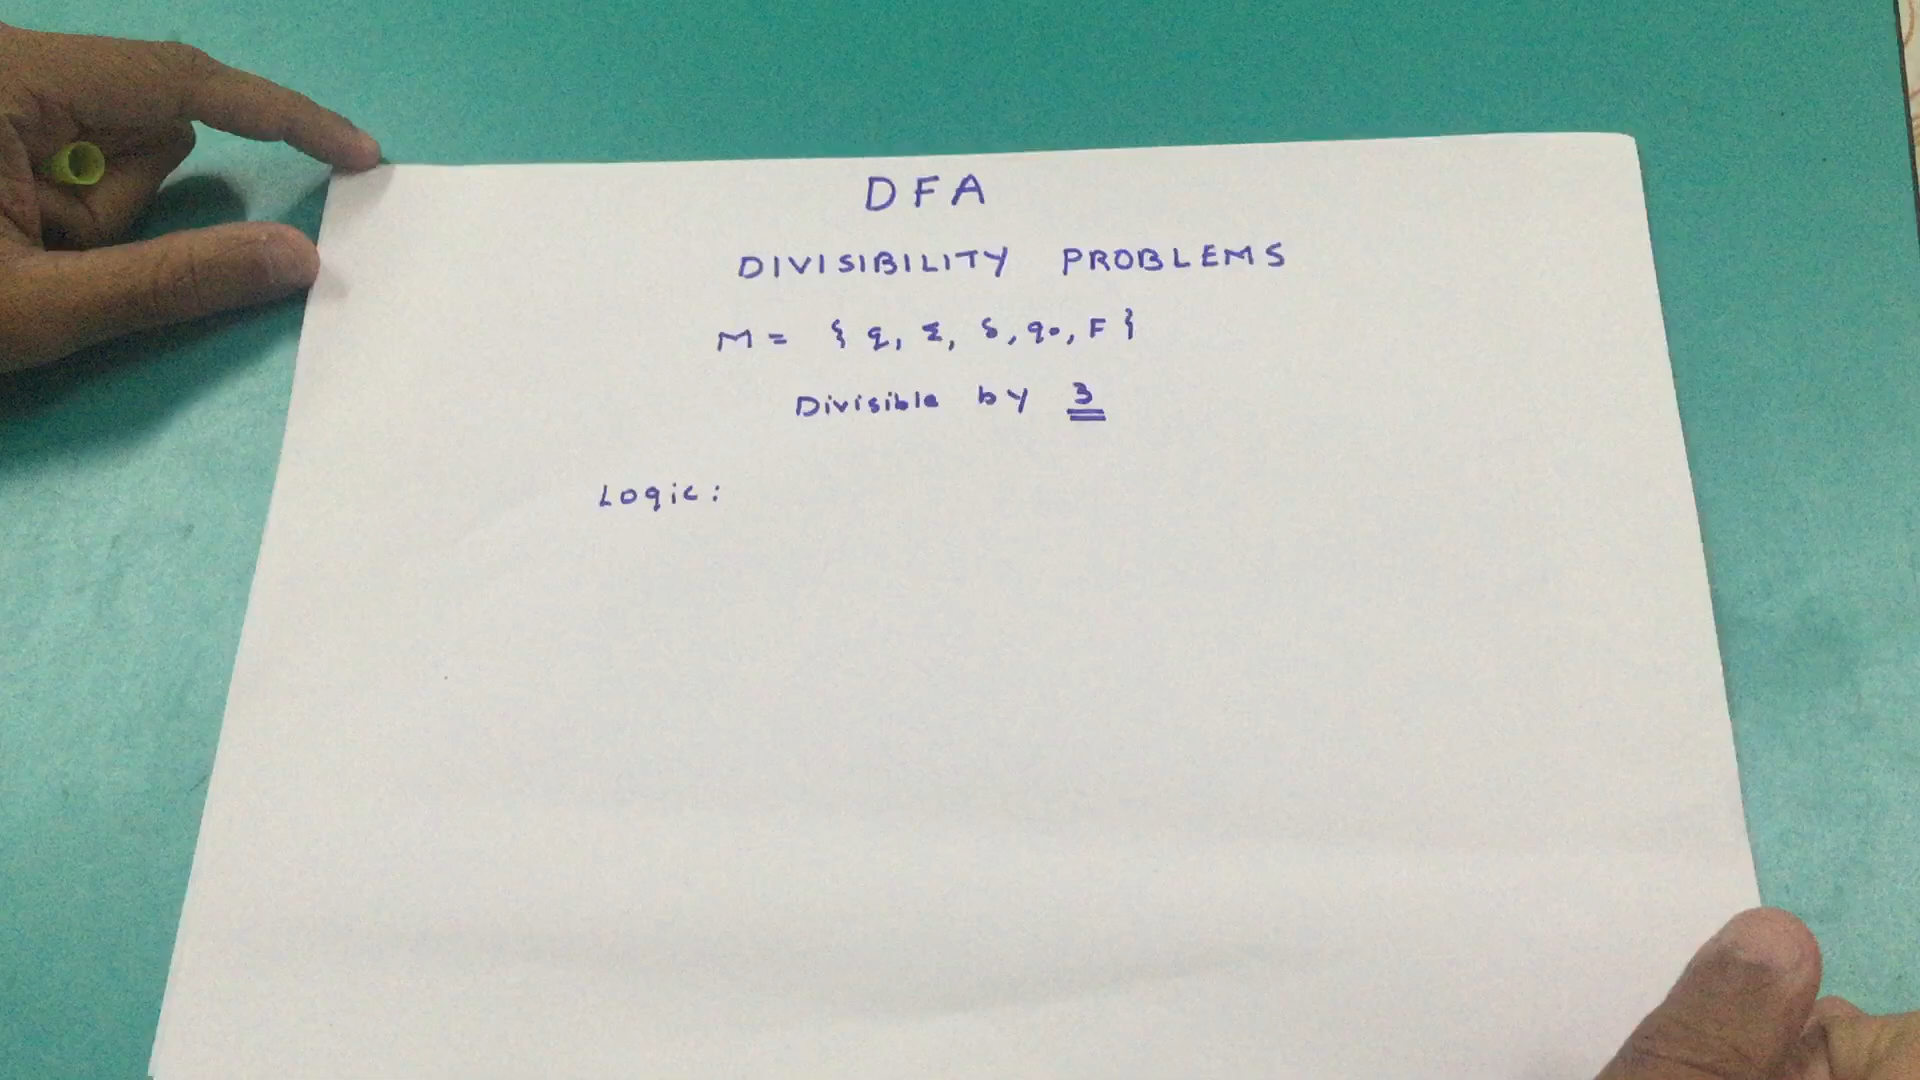 DFA
DIVISIBILITY PROBLEMS
M = { q, Σ, δ, q₀, F }
Divisible by 3
Logic: